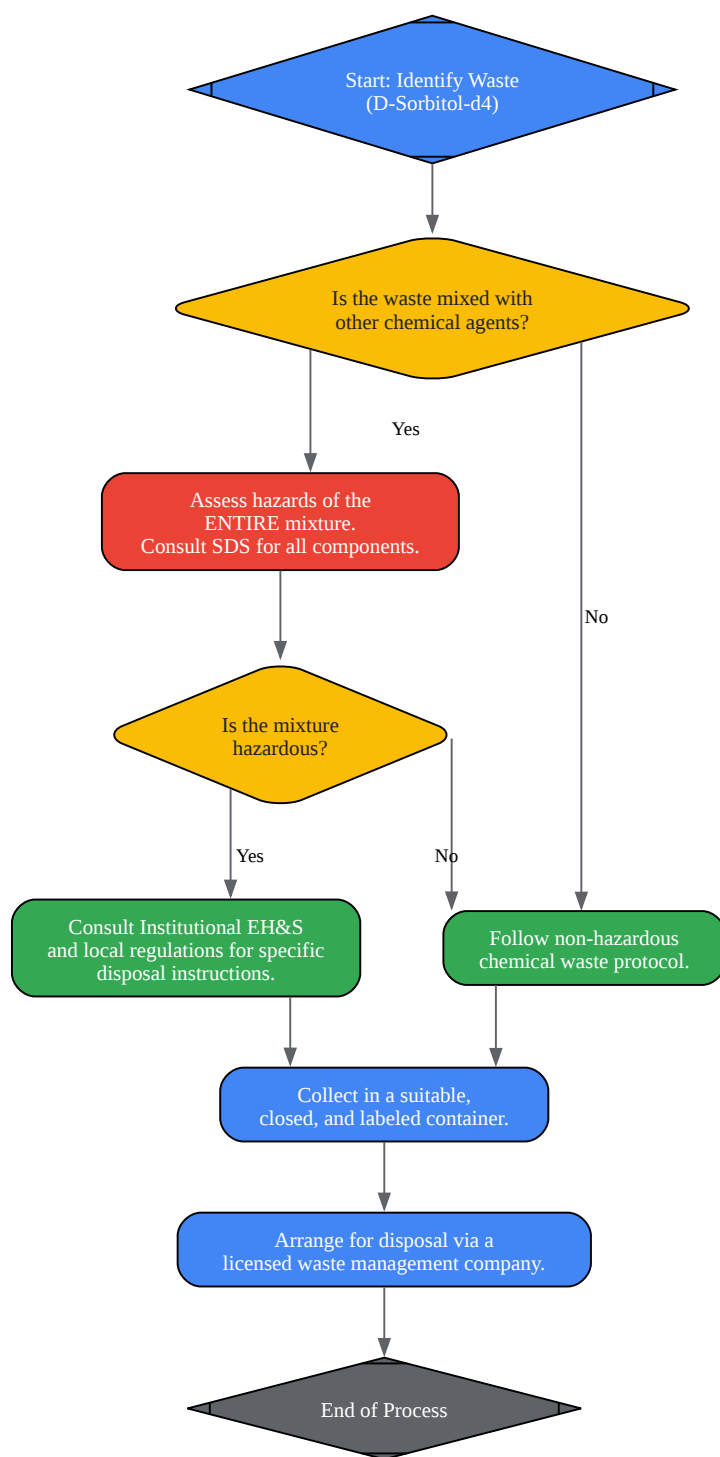 Start: Identify Waste
(D-Sorbitol-d4)
Is the waste mixed with
other chemical agents?
Yes
Assess hazards of the
ENTIRE mixture.
Consult SDS for all components.
No
Is the mixture
hazardous?
Yes
No
Consult Institutional EH&S
and local regulations for specific
disposal instructions.
Follow non-hazardous
chemical waste protocol.
Collect in a suitable,
closed, and labeled container.
Arrange for disposal via a
licensed waste management company.
End of Process